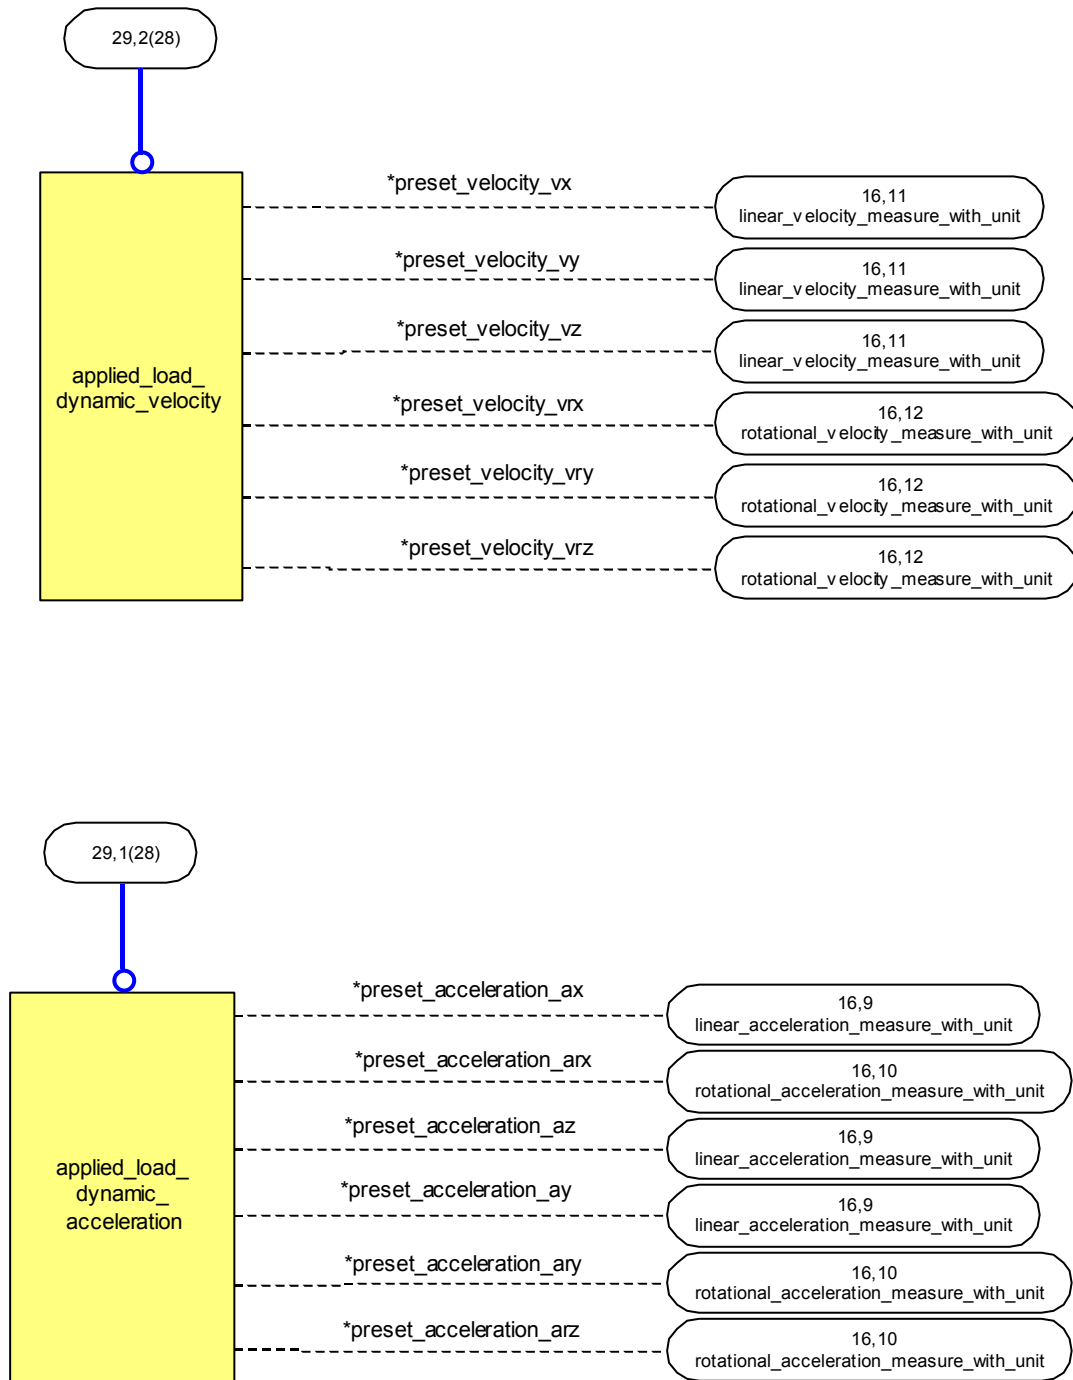 29,2(28)
*preset_velocity_vx
16,11
linear_velocity_measure_with_unit
*preset_velocity_vy
16,11
linear_velocity_measure_with_unit
*preset_velocity_vz
16,11
linear_velocity_measure_with_unit
applied_load_
dynamic_velocity
*preset_velocity_vrx
16,12
rotational_velocity_measure_with_unit
*preset_velocity_vry
16,12
rotational_velocity_measure_with_unit
*preset_velocity_vrz
16,12
rotational_velocity_measure_with_unit
29,1(28)
*preset_acceleration_ax
16,9
linear_acceleration_measure_with_unit
*preset_acceleration_arx
16,10
rotational_acceleration_measure_with_unit
*preset_acceleration_az
16,9
linear_acceleration_measure_with_unit
applied_load_
dynamic_
acceleration
*preset_acceleration_ay
16,9
linear_acceleration_measure_with_unit
*preset_acceleration_ary
16,10
rotational_acceleration_measure_with_unit
*preset_acceleration_arz
16,10
rotational_acceleration_measure_with_unit